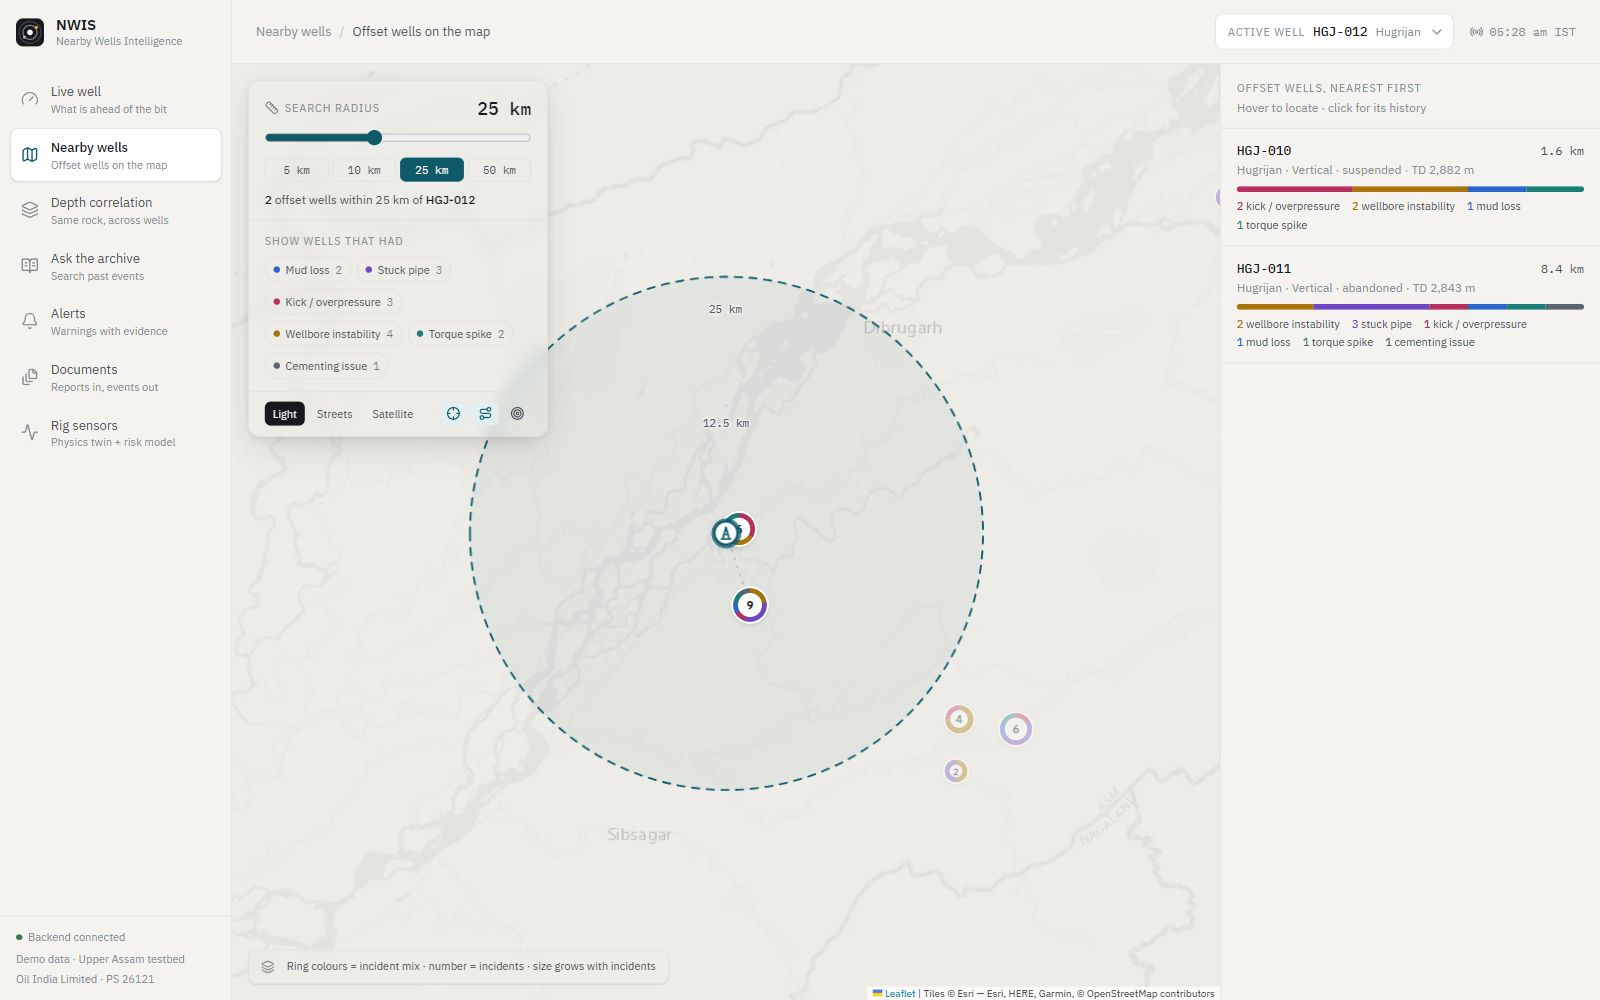 NWIS
Nearby Wells Intelligence
Live well
What is ahead of the bit
Nearby wells
Offset wells on the map
Depth correlation
Same rock, across wells
Ask the archive
Search past events
Alerts
Warnings with evidence
Documents
Reports in, events out
Rig sensors
Physics twin + risk model
Backend connected
Demo data · Upper Assam testbed
Oil India Limited · PS 26121
Nearby wells / Offset wells on the map
ACTIVE WELL HGJ-012 Hugrijan
05:28 am IST
SEARCH RADIUS 25 km
5 km 10 km 25 km 50 km
2 offset wells within 25 km of HGJ-012
SHOW WELLS THAT HAD
Mud loss 2 Stuck pipe 3
Kick / overpressure 3
Wellbore instability 4 Torque spike 2
Cementing issue 1
Light Streets Satellite
25 km
Dibrugarh
12.5 km
9
4
6
2
ASM
NAGALAND
Sibsagar
Ring colours = incident mix · number = incidents · size grows with incidents
Leaflet | Tiles © Esri — Esri, HERE, Garmin, © OpenStreetMap contributors
OFFSET WELLS, NEAREST FIRST
Hover to locate · click for its history
HGJ-010 1.6 km
Hugrijan · Vertical · suspended · TD 2,882 m
2 kick / overpressure 2 wellbore instability 1 mud loss
1 torque spike
HGJ-011 8.4 km
Hugrijan · Vertical · abandoned · TD 2,843 m
2 wellbore instability 3 stuck pipe 1 kick / overpressure
1 mud loss 1 torque spike 1 cementing issue